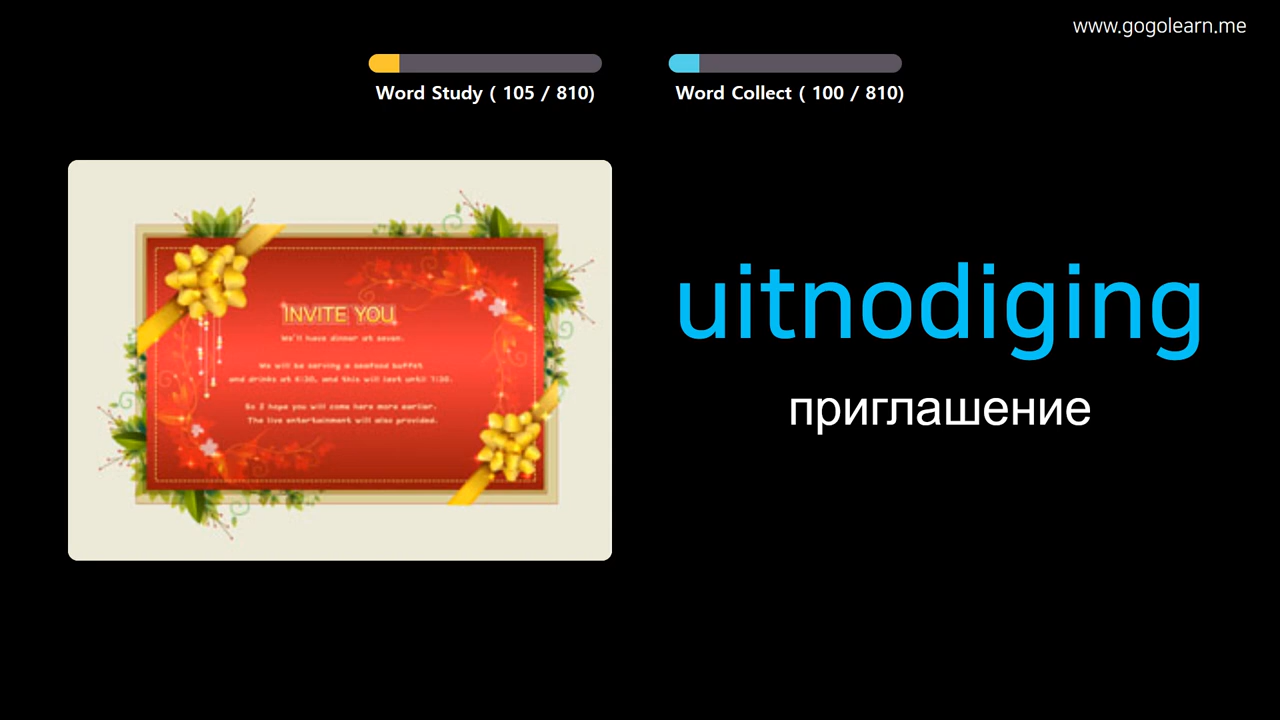 www.gogolearn.me
Word Study ( 105 / 810)
Word Collect ( 100 / 810)
INVITE YOU
We'll have dinner at seven.
We will be serving a seafood buffet
and drinks at 6:30, and this will last until 7:30.
So I hope you will come here more earlier.
The live entertainment will also provided.
uitnodiging
приглашение